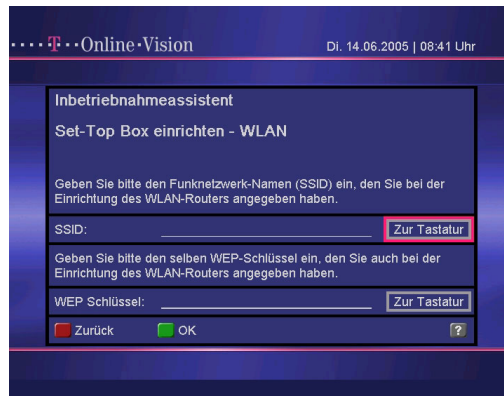 ····T··Online·Vision
Di. 14.06.2005 | 08:41 Uhr
Inbetriebnahmeassistent
Set-Top Box einrichten - WLAN
Geben Sie bitte den Funknetzwerk-Namen (SSID) ein, den Sie bei der
Einrichtung des WLAN-Routers angegeben haben.
SSID: Zur Tastatur
Geben Sie bitte den selben WEP-Schlüssel ein, den Sie auch bei der
Einrichtung des WLAN-Routers angegeben haben.
WEP Schlüssel: Zur Tastatur
Zurück OK ?